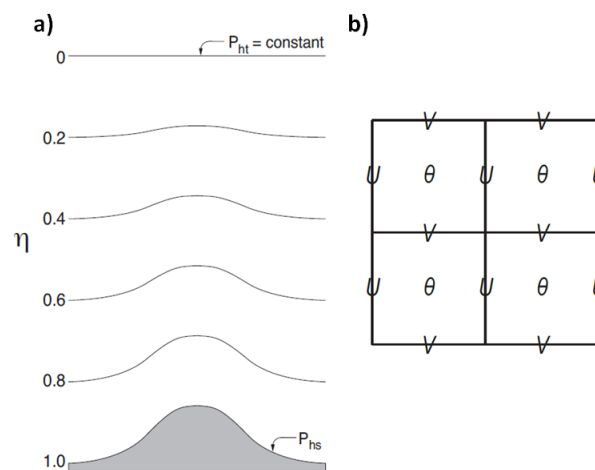 a)
b)
P_ht = constant
0
0.2
0.4
η
0.6
0.8
1.0
P_hs
V V
U θ U θ U
V V
U θ U θ U
V V